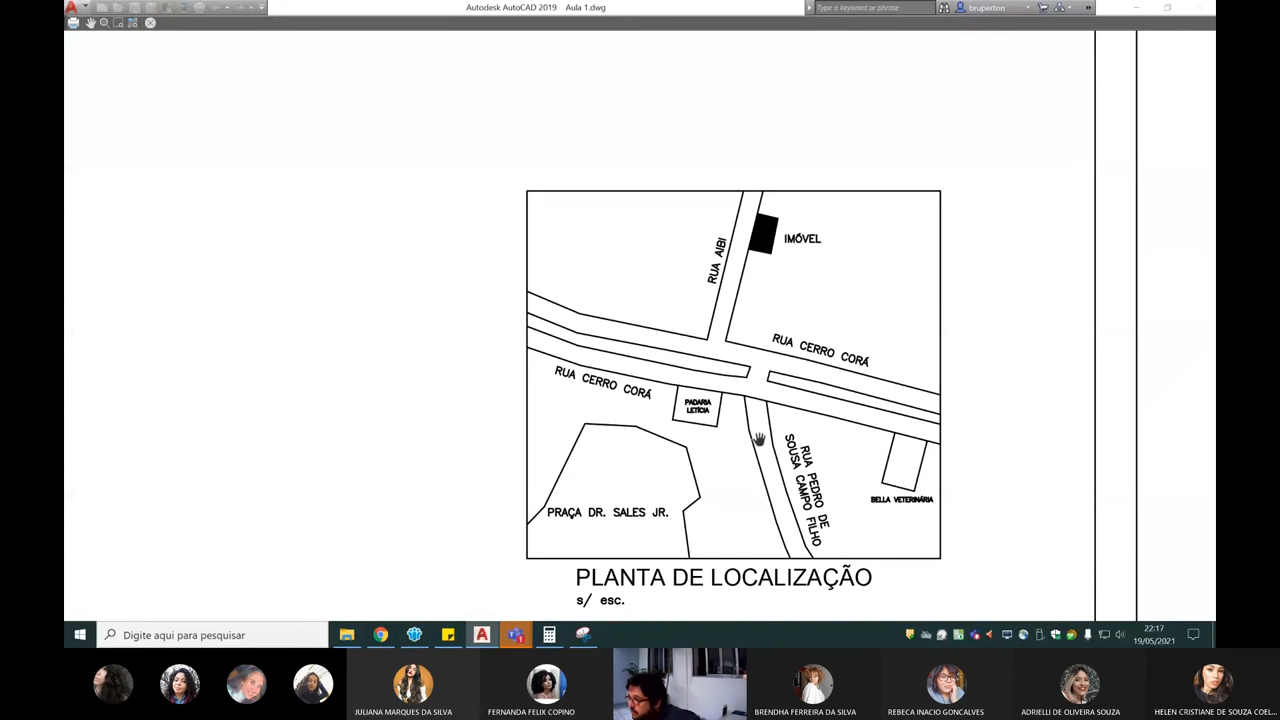 Autodesk AutoCAD 2019 Aula 1.dwg
Type a keyword or phrase
bruperton
IMÓVEL
RUA AIBI
RUA CERRO CORÁ
RUA CERRO CORÁ
PADARIA
LETÍCIA
RUA PEDRO DE
SOUSA CAMPO FILHO
BELLA VETERINÁRIA
PRAÇA DR. SALES JR.
PLANTA DE LOCALIZAÇÃO
s/ esc.
Digite aqui para pesquisar
22:17
19/05/2021
JULIANA MARQUES DA SILVA
FERNANDA FELIX COPINO
BRENDHA FERREIRA DA SILVA
REBECA INACIO GONCALVES
ADRIELLI DE OLIVEIRA SOUZA
HELEN CRISTIANE DE SOUZA COEL...